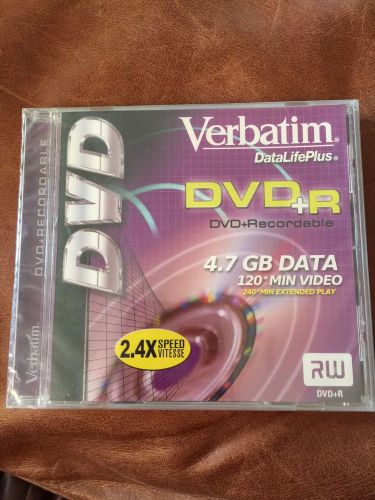 DVD+RECORDABLE
Verbatim
DVD
Verbatim®
DataLifePlus®
DVD+R
DVD+Recordable
4.7 GB DATA
120* MIN VIDEO
240* MIN EXTENDED PLAY
2.4X SPEED
VITESSE
RW
DVD+R